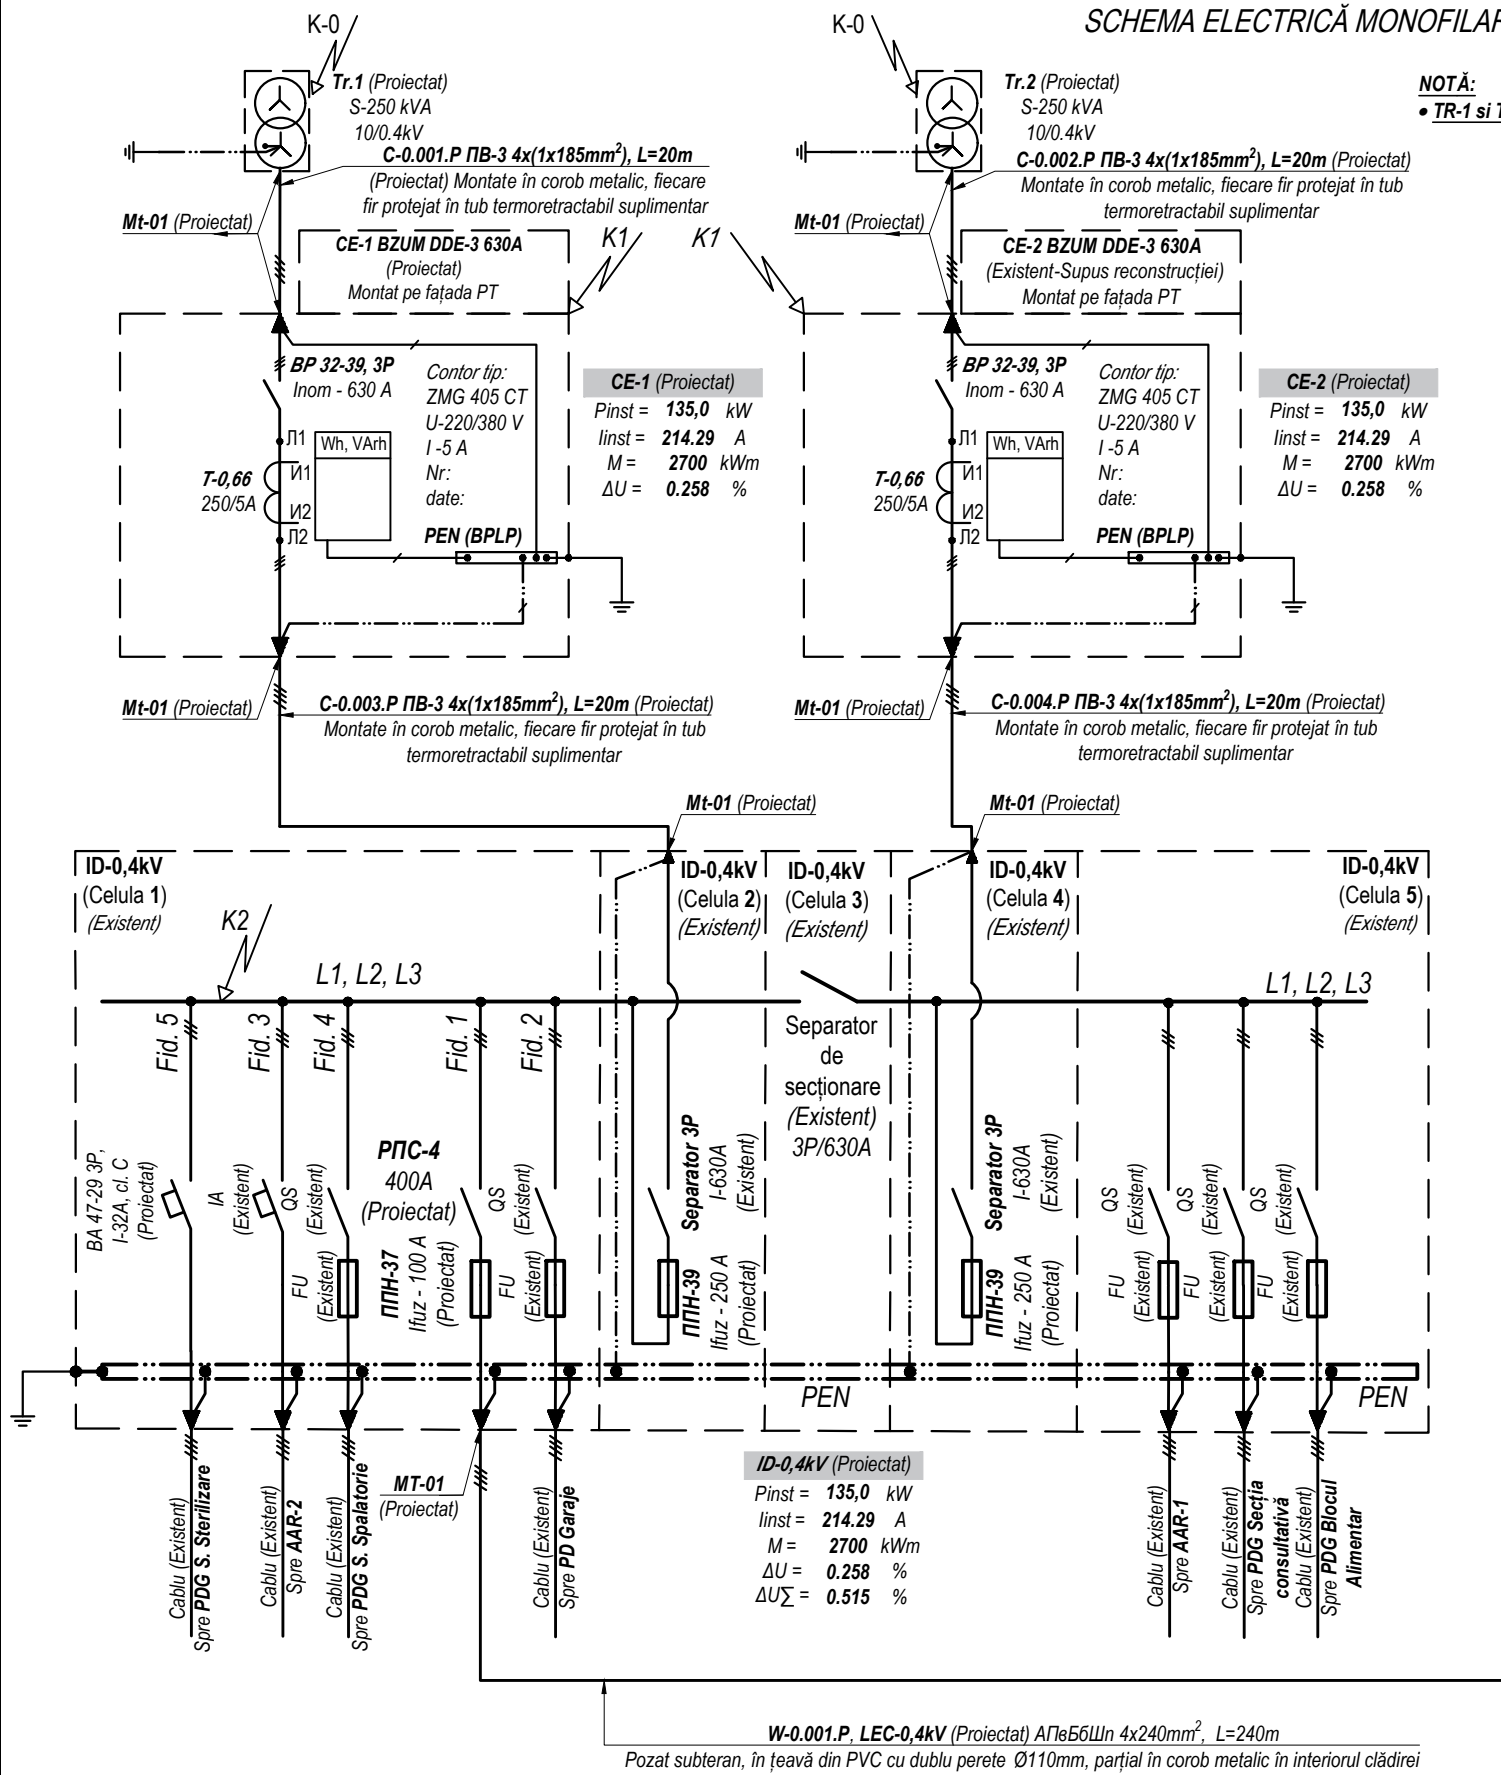 SCHEMA ELECTRICĂ MONOFILAR
K-0
K-0
NOTĂ:
• TR-1 si T
Tr.1 (Proiectat)
S-250 kVA
10/0.4kV
C-0.001.P ПВ-3 4x(1x185mm²), L=20m
(Proiectat) Montate în corob metalic, fiecare
fir protejat în tub termoretractabil suplimentar
Mt-01 (Proiectat)
CE-1 BZUM DDE-3 630A
(Proiectat)
Montat pe fațada PT
K1
Tr.2 (Proiectat)
S-250 kVA
10/0.4kV
C-0.002.P ПВ-3 4x(1x185mm²), L=20m (Proiectat)
Montate în corob metalic, fiecare fir protejat în tub
termoretractabil suplimentar
Mt-01 (Proiectat)
K1
CE-2 BZUM DDE-3 630A
(Existent-Supus reconstrucției)
Montat pe fațada PT
BP 32-39, 3P
Inom - 630 A
Contor tip:
ZMG 405 CT
U-220/380 V
I -5 A
Nr:
date:
Л1
Wh, VArh
И1
T-0,66
250/5A
И2
Л2
PEN (BPLP)
CE-1 (Proiectat)
Pinst = 135,0 kW
Iinst = 214.29 A
M = 2700 kWm
ΔU = 0.258 %
BP 32-39, 3P
Inom - 630 A
Contor tip:
ZMG 405 CT
U-220/380 V
I -5 A
Nr:
date:
Л1
Wh, VArh
И1
T-0,66
250/5A
И2
Л2
PEN (BPLP)
CE-2 (Proiectat)
Pinst = 135,0 kW
Iinst = 214.29 A
M = 2700 kWm
ΔU = 0.258 %
Mt-01 (Proiectat)
C-0.003.P ПВ-3 4x(1x185mm²), L=20m (Proiectat)
Montate în corob metalic, fiecare fir protejat în tub
termoretractabil suplimentar
Mt-01 (Proiectat)
C-0.004.P ПВ-3 4x(1x185mm²), L=20m (Proiectat)
Montate în corob metalic, fiecare fir protejat în tub
termoretractabil suplimentar
Mt-01 (Proiectat)
Mt-01 (Proiectat)
ID-0,4kV
(Celula 1)
(Existent)
ID-0,4kV
(Celula 2)
(Existent)
ID-0,4kV
(Celula 3)
(Existent)
ID-0,4kV
(Celula 4)
(Existent)
ID-0,4kV
(Celula 5)
(Existent)
K2
L1, L2, L3
L1, L2, L3
Fid. 5
Fid. 3
Fid. 4
Fid. 1
Fid. 2
Separator
de
secționare
(Existent)
3P/630A
BA 47-29 3P,
I-32A, cl. C
(Proiectat)
IA
(Existent)
QS
(Existent)
FU
(Existent)
РПС-4
400A
(Proiectat)
ППН-37
Ifuz - 100 A
(Proiectat)
QS
(Existent)
FU
(Existent)
Separator 3P
I-630A
(Existent)
ППН-39
Ifuz - 250 A
(Proiectat)
Separator 3P
I-630A
(Existent)
ППН-39
Ifuz - 250 A
(Proiectat)
QS
(Existent)
FU
(Existent)
QS
(Existent)
FU
(Existent)
QS
(Existent)
FU
(Existent)
PEN
PEN
Cablu (Existent)
Spre PDG S. Sterilizare
Cablu (Existent)
Spre AAR-2
Cablu (Existent)
Spre PDG S. Spalatorie
MT-01
(Proiectat)
Cablu (Existent)
Spre PD Garaje
ID-0,4kV (Proiectat)
Pinst = 135,0 kW
Iinst = 214.29 A
M = 2700 kWm
ΔU = 0.258 %
ΔU∑ = 0.515 %
Cablu (Existent)
Spre AAR-1
Cablu (Existent)
Spre PDG Secția
consultativă
Cablu (Existent)
Spre PDG Blocul
Alimentar
W-0.001.P, LEC-0,4kV (Proiectat) АПвБбШп 4x240mm², L=240m
Pozat subteran, în țeavă din PVC cu dublu perete Ø110mm, parțial în corob metalic în interiorul clădirei